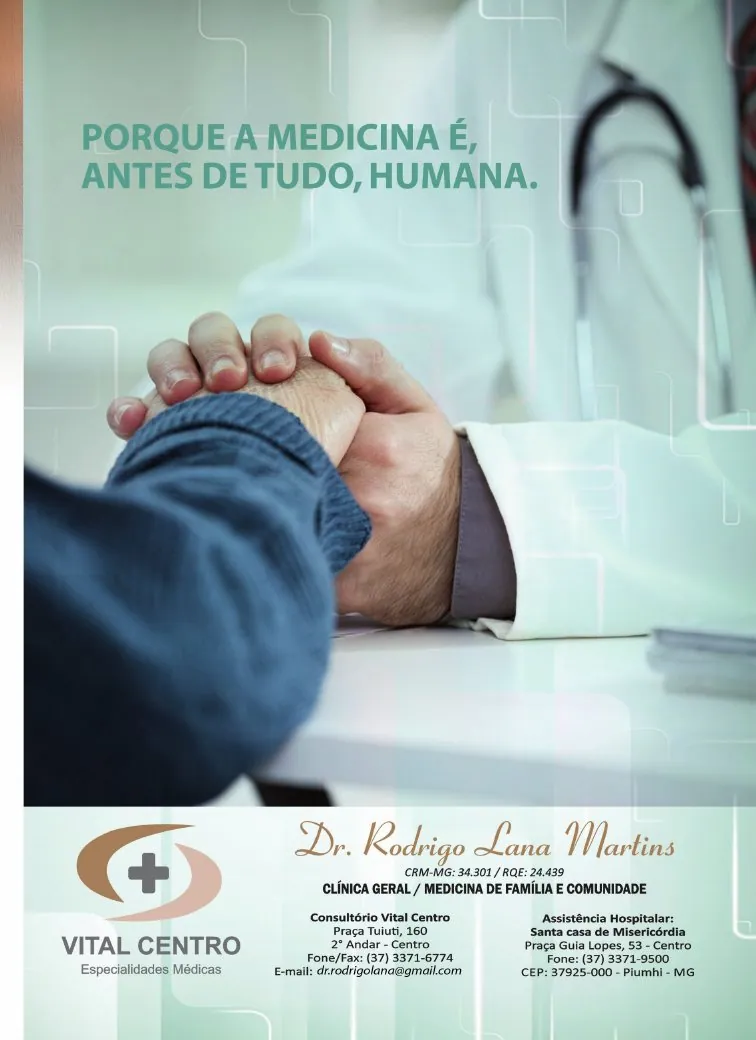 PORQUE A MEDICINA É,
ANTES DE TUDO, HUMANA.
VITAL CENTRO
Especialidades Médicas
Dr. Rodrigo Lana Martins
CRM-MG: 34.301 / RQE: 24.439
CLÍNICA GERAL / MEDICINA DE FAMÍLIA E COMUNIDADE
Consultório Vital Centro
Praça Tuiuti, 160
2° Andar - Centro
Fone/Fax: (37) 3371-6774
E-mail: dr.rodrigolana@gmail.com
Assistência Hospitalar:
Santa casa de Misericórdia
Praça Guia Lopes, 53 - Centro
Fone: (37) 3371-9500
CEP: 37925-000 - Piumhi - MG